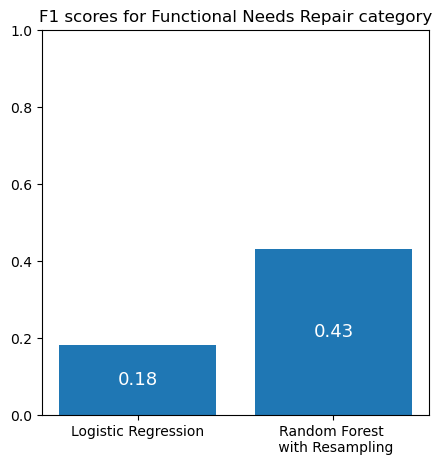 F1 scores for Functional Needs Repair category
1.0
0.8
0.6
0.4
0.2
0.0
0.18
0.43
Logistic Regression
Random Forest
with Resampling